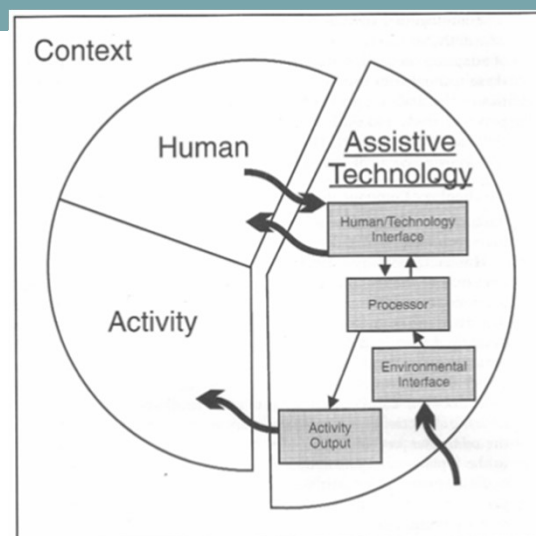 Context
Human
Assistive
Technology
Human/Technology
Interface
Processor
Activity
Environmental
Interface
Activity
Output